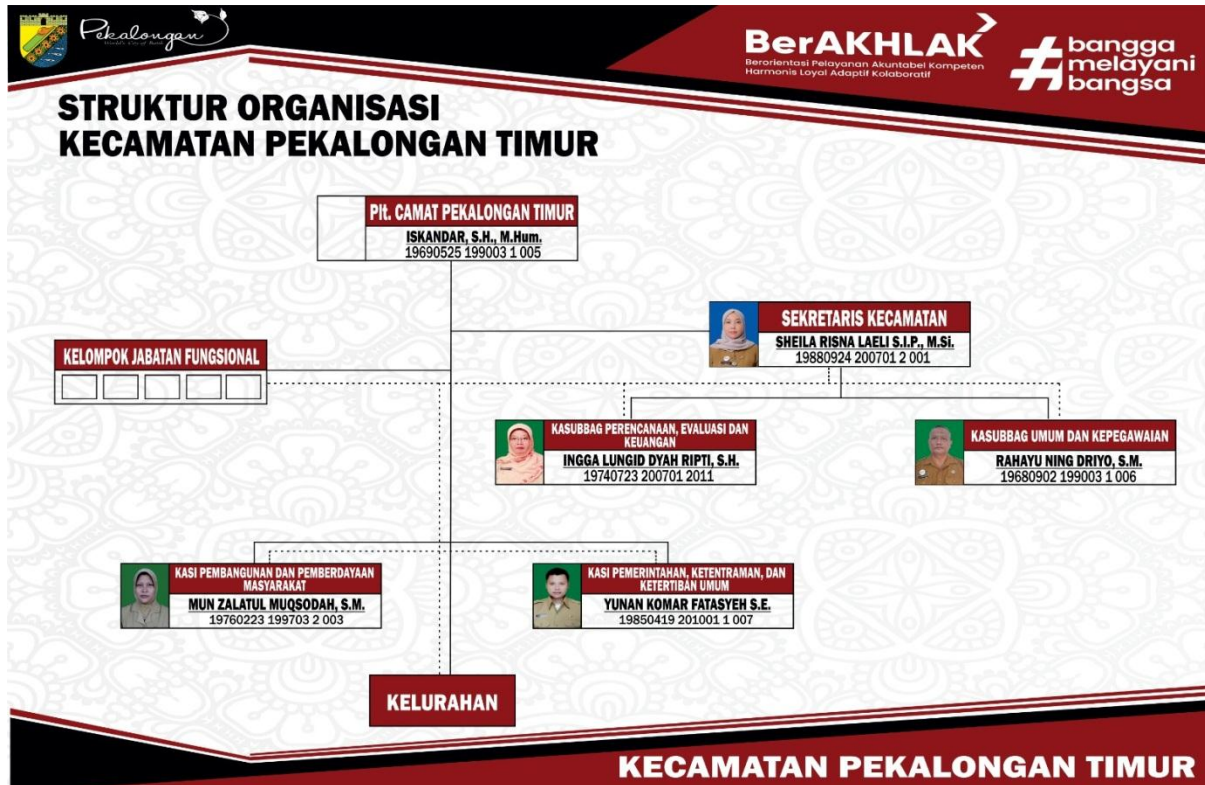 Pekalongan
World's City of Batik
BerAKHLAK
Berorientasi Pelayanan Akuntabel Kompeten
Harmonis Loyal Adaptif Kolaboratif
# bangga
melayani
bangsa
STRUKTUR ORGANISASI
KECAMATAN PEKALONGAN TIMUR
Plt. CAMAT PEKALONGAN TIMUR
ISKANDAR, S.H., M.Hum.
19690525 199003 1 005
SEKRETARIS KECAMATAN
SHEILA RISNA LAELI S.I.P., M.Si.
19880924 200701 2 001
KELOMPOK JABATAN FUNGSIONAL
KASUBBAG PERENCANAAN, EVALUASI DAN
KEUANGAN
INGGA LUNGID DYAH RIPTI, S.H.
19740723 200701 2011
KASUBBAG UMUM DAN KEPEGAWAIAN
RAHAYU NING DRIYO, S.M.
19680902 199003 1 006
KASI PEMBANGUNAN DAN PEMBERDAYAAN
MASYARAKAT
MUN ZALATUL MUQSODAH, S.M.
19760223 199703 2 003
KASI PEMERINTAHAN, KETENTRAMAN, DAN
KETERTIBAN UMUM
YUNAN KOMAR FATASYEH S.E.
19850419 201001 1 007
KELURAHAN
KECAMATAN PEKALONGAN TIMUR